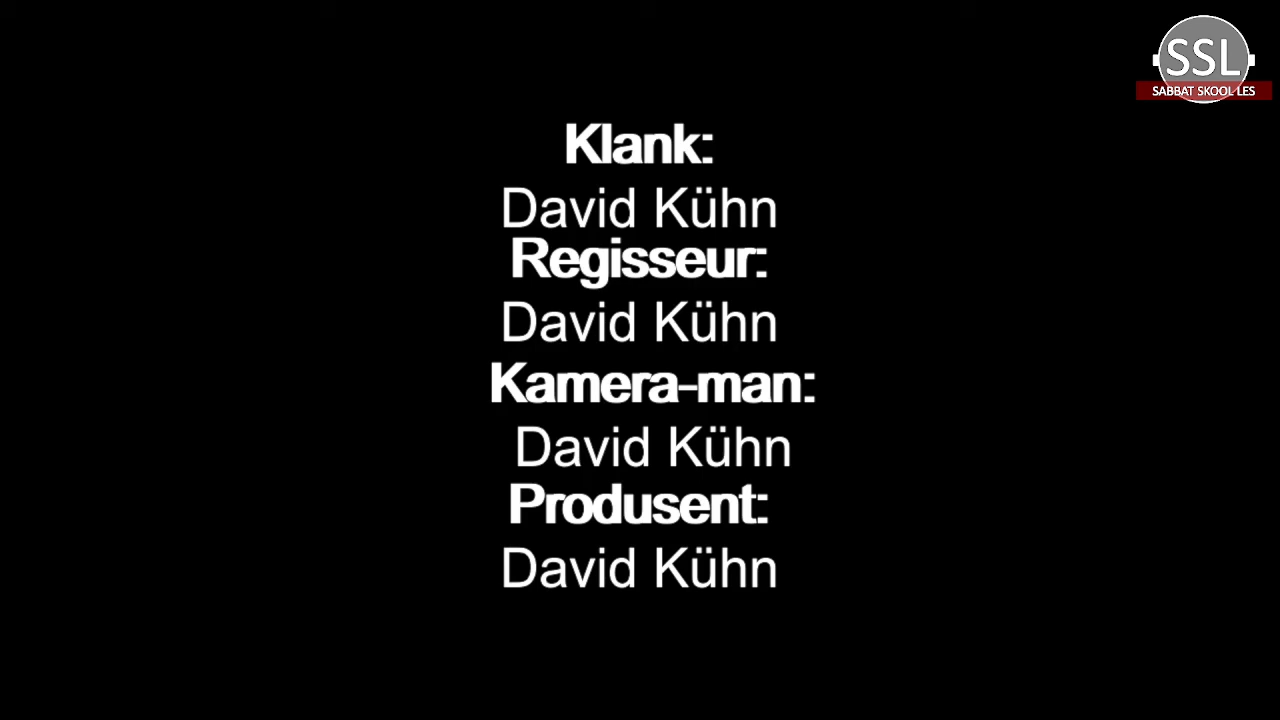 SSL
SABBAT SKOOL LES
Klank:
David Kühn
Regisseur:
David Kühn
Kamera-man:
David Kühn
Produsent:
David Kühn